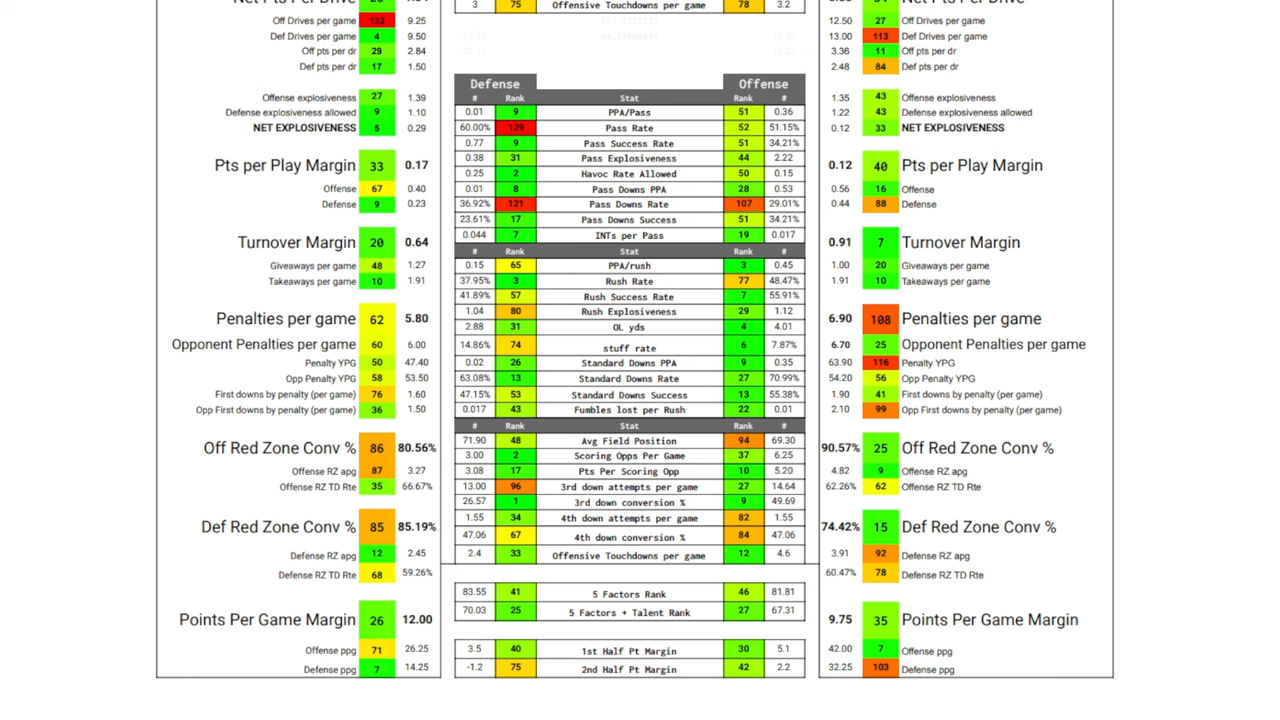 Net Pts Per Drive
3 75 Offensive Touchdowns per game 78 3.2
Off Drives per game 132 9.25
12.50 27 Off Drives per game
Def Drives per game 4 9.50
13.00 113 Def Drives per game
Off pts per dr 29 2.84
3.36 11 Off pts per dr
Def pts per dr 17 1.50
2.48 84 Def pts per dr
Defense Offense
# Rank Stat Rank #
Offense explosiveness 27 1.39
1.35 43 Offense explosiveness
Defense explosiveness allowed 9 1.10
0.01 9 PPA/Pass 51 0.36
1.22 43 Defense explosiveness allowed
NET EXPLOSIVENESS 5 0.29
60.00% 129 Pass Rate 52 51.15%
0.12 33 NET EXPLOSIVENESS
0.77 9 Pass Success Rate 51 34.21%
0.38 31 Pass Explosiveness 44 2.22
Pts per Play Margin 33 0.17
0.25 2 Havoc Rate Allowed 50 0.15
0.12 40 Pts per Play Margin
Offense 67 0.40
0.01 8 Pass Downs PPA 28 0.53
0.56 16 Offense
Defense 9 0.23
36.92% 121 Pass Downs Rate 107 29.01%
0.44 88 Defense
23.61% 17 Pass Downs Success 51 34.21%
0.044 7 INTs per Pass 19 0.017
Turnover Margin 20 0.64
# Rank Stat Rank #
0.91 7 Turnover Margin
Giveaways per game 48 1.27
0.15 65 PPA/rush 3 0.45
1.00 20 Giveaways per game
Takeaways per game 10 1.91
37.95% 3 Rush Rate 77 48.47%
1.91 10 Takeaways per game
41.89% 57 Rush Success Rate 7 55.91%
1.04 80 Rush Explosiveness 29 1.12
Penalties per game 62 5.80
2.88 31 OL yds 4 4.01
6.90 108 Penalties per game
Opponent Penalties per game 60 6.00
14.86% 74 stuff rate 6 7.87%
6.70 25 Opponent Penalties per game
Penalty YPG 50 47.40
0.02 26 Standard Downs PPA 9 0.35
63.90 116 Penalty YPG
Opp Penalty YPG 58 53.50
63.08% 13 Standard Downs Rate 27 70.99%
54.20 56 Opp Penalty YPG
First downs by penalty (per game) 76 1.60
47.15% 53 Standard Downs Success 13 55.38%
1.90 41 First downs by penalty (per game)
Opp First downs by penalty (per game) 36 1.50
0.017 43 Fumbles lost per Rush 22 0.01
2.10 99 Opp First downs by penalty (per game)
# Rank Stat Rank #
Off Red Zone Conv % 86 80.56%
71.90 48 Avg Field Position 94 69.30
90.57% 25 Off Red Zone Conv %
3.00 2 Scoring Opps Per Game 37 6.25
Offense RZ apg 87 3.27
3.08 17 Pts Per Scoring Opp 10 5.20
4.82 9 Offense RZ apg
Offense RZ TD Rte 35 66.67%
13.00 96 3rd down attempts per game 27 14.64
62.26% 62 Offense RZ TD Rte
26.57 1 3rd down conversion % 9 49.69
1.55 34 4th down attempts per game 82 1.55
Def Red Zone Conv % 85 85.19%
47.06 67 4th down conversion % 84 47.06
74.42% 15 Def Red Zone Conv %
Defense RZ apg 12 2.45
2.4 33 Offensive Touchdowns per game 12 4.6
3.91 92 Defense RZ apg
Defense RZ TD Rte 68 59.26%
60.47% 78 Defense RZ TD Rte
83.55 41 5 Factors Rank 46 81.81
70.03 25 5 Factors + Talent Rank 27 67.31
Points Per Game Margin 26 12.00
9.75 35 Points Per Game Margin
Offense ppg 71 26.25
3.5 40 1st Half Pt Margin 30 5.1
42.00 7 Offense ppg
Defense ppg 7 14.25
-1.2 75 2nd Half Pt Margin 42 2.2
32.25 103 Defense ppg